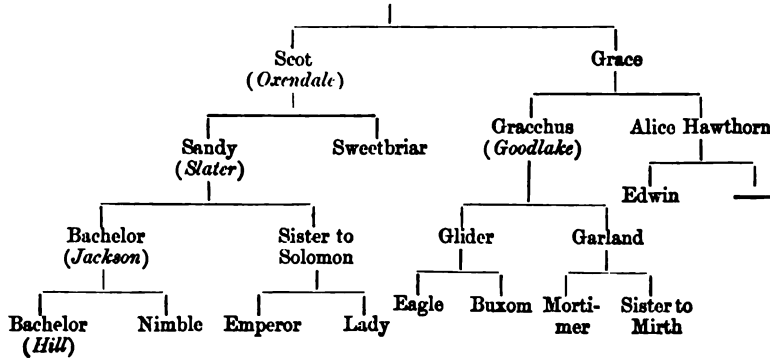 Scot Grace
(Oxendale)
Sandy Sweetbriar Gracchus Alice Hawthorn
(Slater) (Goodlake)
Edwin
Bachelor Sister to Glider Garland
(Jackson) Solomon
Eagle Buxom Morti- Sister to
mer Mirth
Bachelor Nimble Emperor Lady
(Hill)